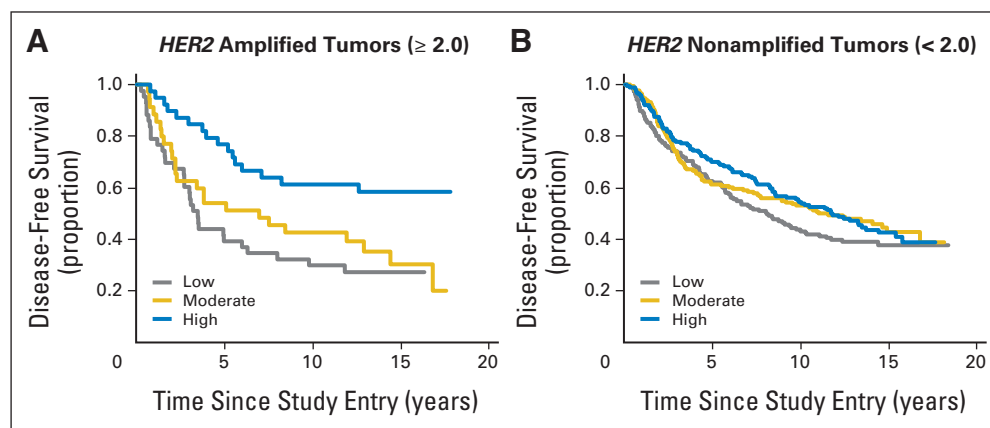 A
HER2 Amplified Tumors (≥ 2.0)
Disease-Free Survival
(proportion)
1.0
0.8
0.6
0.4
0.2
Low
Moderate
High
0
5
10
15
20
Time Since Study Entry (years)
B
HER2 Nonamplified Tumors (< 2.0)
Disease-Free Survival
(proportion)
1.0
0.8
0.6
0.4
0.2
Low
Moderate
High
0
5
10
15
20
Time Since Study Entry (years)